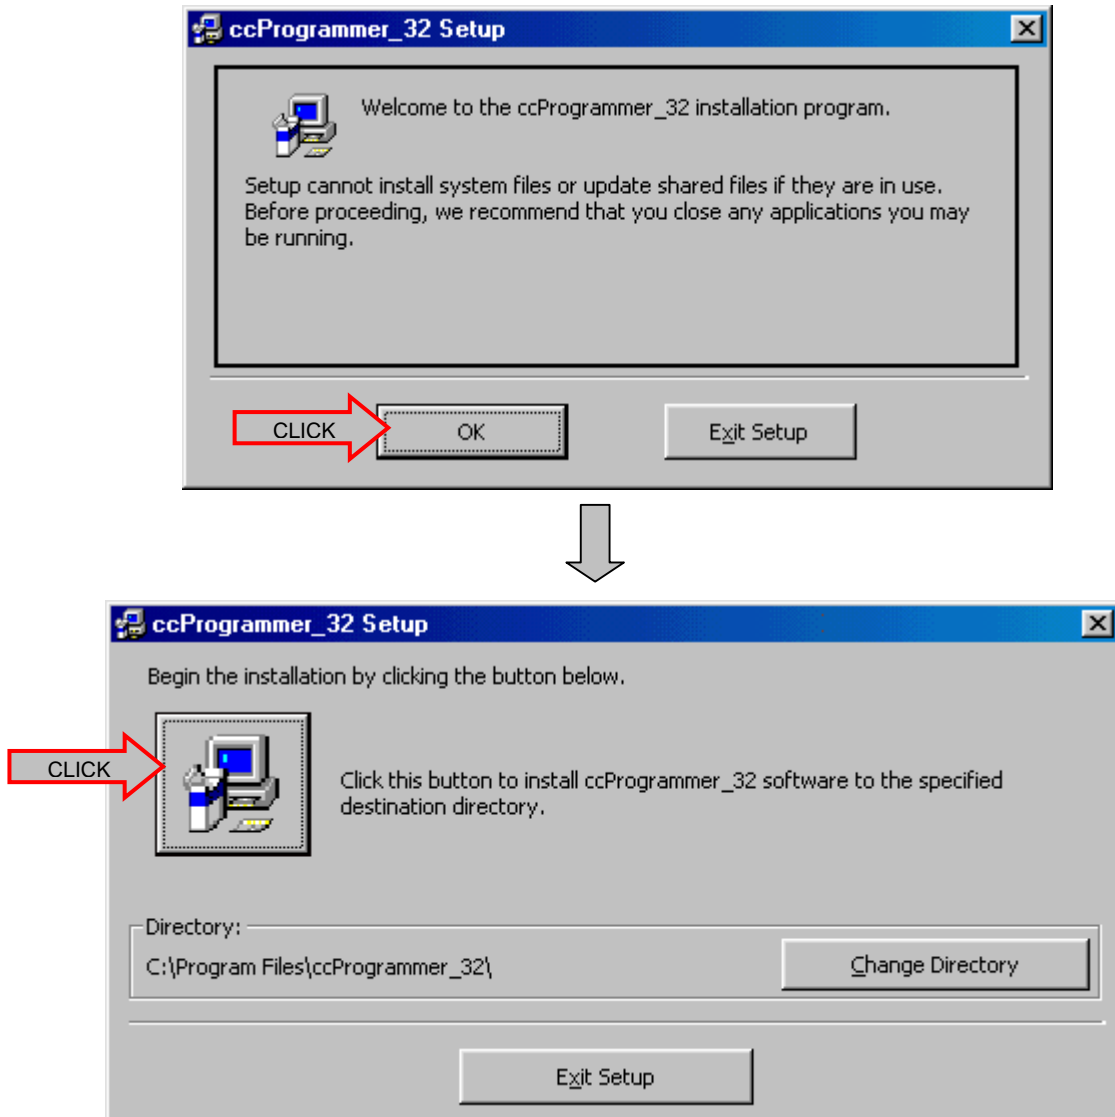 ccProgrammer_32 Setup
Welcome to the ccProgrammer_32 installation program.
Setup cannot install system files or update shared files if they are in use.
Before proceeding, we recommend that you close any applications you may
be running.
CLICK
OK
Exit Setup
ccProgrammer_32 Setup
Begin the installation by clicking the button below.
CLICK
Click this button to install ccProgrammer_32 software to the specified
destination directory.
Directory:
C:\Program Files\ccProgrammer_32\
Change Directory
Exit Setup